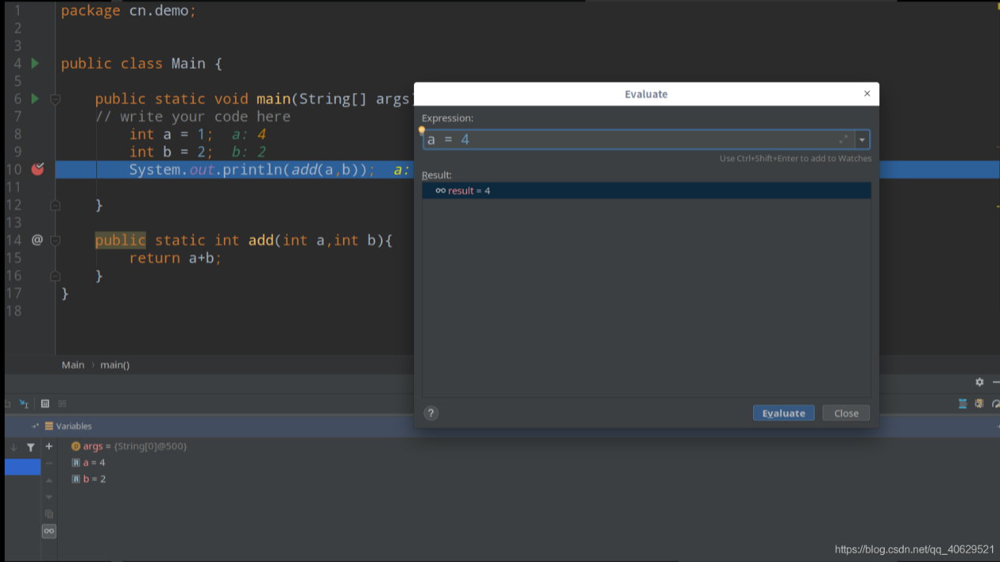 1 package cn.demo;
2
3
4 public class Main {
5
6 public static void main(String[] args)
7 // write your code here
8 int a = 1; a: 4
9 int b = 2; b: 2
10 System.out.println(add(a,b)); a:
11
12 }
13
14 @ public static int add(int a,int b){
15 return a+b;
16 }
17 }
18
Main › main()
Evaluate ×
Expression:
a = 4
Use Ctrl+Shift+Enter to add to Watches
Result:
oo result = 4
? Evaluate Close
Variables
args = {String[0]@500}
a = 4
b = 2
https://blog.csdn.net/qq_40629521